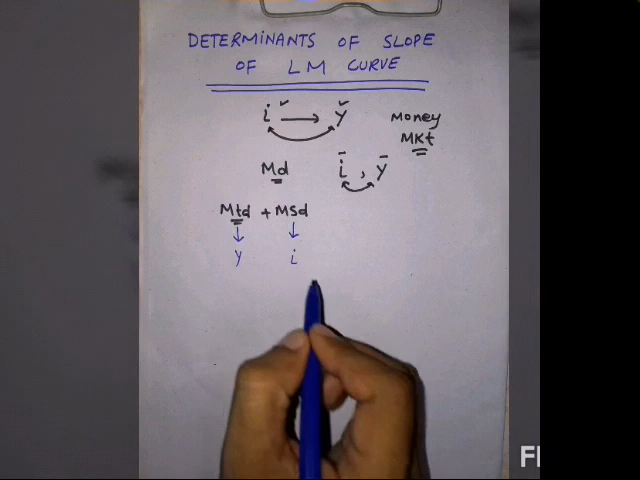 DETERMINANTS OF SLOPE
OF LM CURVE
i → y
Money
MKt
Md i , y
Mtd + MSd
↓ ↓
y i